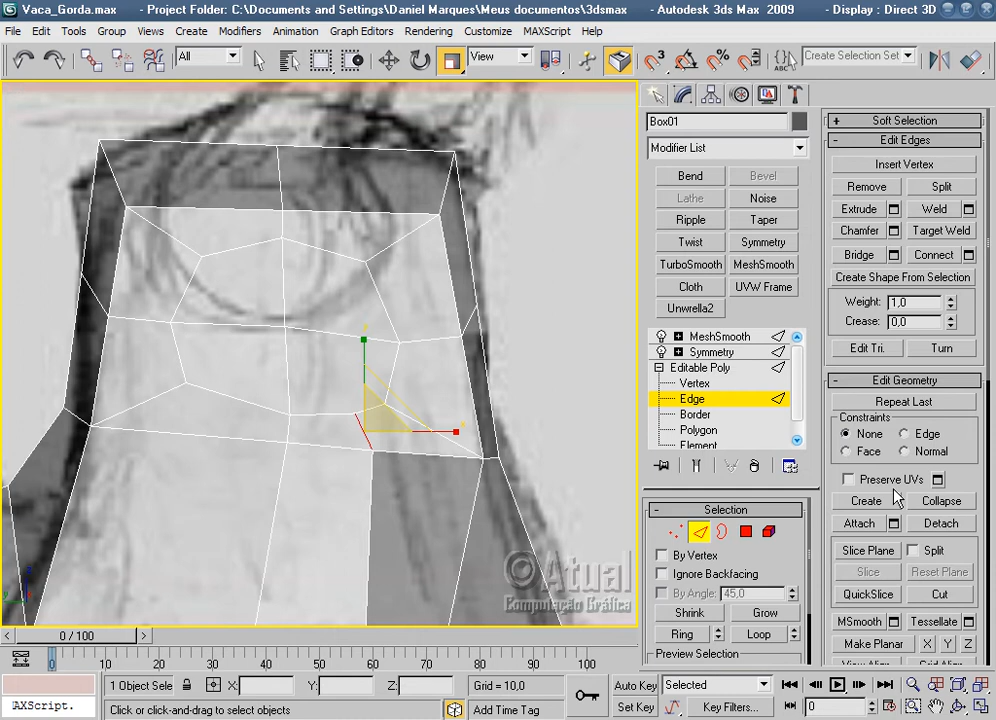 Vaca_Gorda.max - Project Folder: C:\Documents and Settings\Daniel Marques\Meus documentos\3dsmax - Autodesk 3ds Max 2009 - Display : Direct 3D
File Edit Tools Group Views Create Modifiers Animation Graph Editors Rendering Customize MAXScript Help
All View Create Selection Set
Box01
Modifier List
Bend Bevel
Lathe Noise
Ripple Taper
Twist Symmetry
TurboSmooth MeshSmooth
Cloth UVW Frame
Unwrella2
MeshSmooth
Symmetry
Editable Poly
Vertex
Edge
Border
Polygon
Element
- Selection
By Vertex
Ignore Backfacing
By Angle: 45,0
Shrink Grow
Ring Loop
Preview Selection
+ Soft Selection
- Edit Edges
Insert Vertex
Remove Split
Extrude Weld
Chamfer Target Weld
Bridge Connect
Create Shape From Selection
Weight: 1,0
Crease: 0,0
Edit Tri. Turn
- Edit Geometry
Repeat Last
Constraints
None Edge
Face Normal
Preserve UVs
Create Collapse
Attach Detach
Slice Plane Split
Slice Reset Plane
QuickSlice Cut
MSmooth Tessellate
Make Planar X Y Z
View Align Grid Align
©Atual
Computação Gráfica
< 0 / 100 >
0 10 20 30 40 50 60 70 80 90 100
1 Object Sele X: Y: Z: Grid = 10,0 Auto Key Selected
AXScript. Click or click-and-drag to select objects Add Time Tag Set Key Key Filters... 0